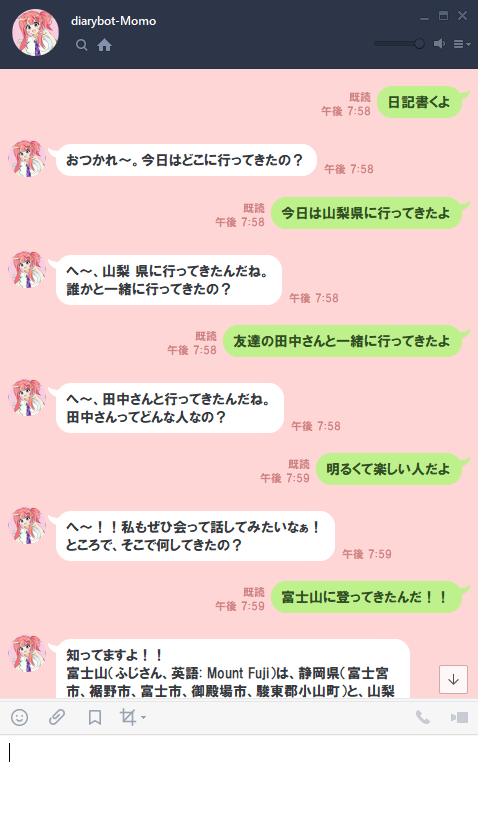 diarybot-Momo
日記書くよ
既読
午後 7:58
おつかれ～。今日はどこに行ってきたの？
午後 7:58
今日は山梨県に行ってきたよ
既読
午後 7:58
へ～、山梨 県に行ってきたんだね。
誰かと一緒に行ってきたの？
午後 7:58
友達の田中さんと一緒に行ってきたよ
既読
午後 7:58
へ～、田中さんと行ってきたんだね。
田中さんってどんな人なの？
午後 7:58
明るくて楽しい人だよ
既読
午後 7:59
へ～！！私もぜひ会って話してみたいなぁ！
ところで、そこで何してきたの？
午後 7:59
富士山に登ってきたんだ！！
既読
午後 7:59
知ってますよ！！
富士山（ふじさん、英語: Mount Fuji）は、静岡県（富士宮
市、裾野市、富士市、御殿場市、駿東郡小山町）と、山梨